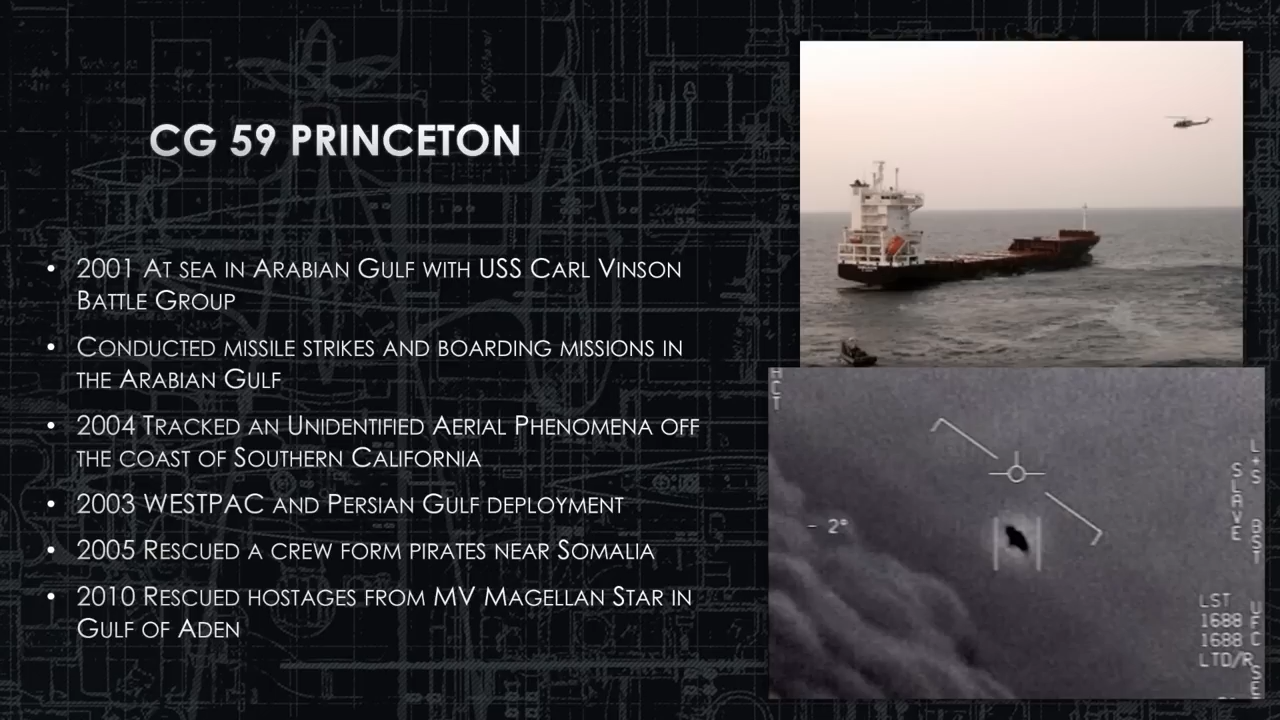 CG 59 PRINCETON
• 2001 AT SEA IN ARABIAN GULF WITH USS CARL VINSON
BATTLE GROUP
• CONDUCTED MISSILE STRIKES AND BOARDING MISSIONS IN
THE ARABIAN GULF
• 2004 TRACKED AN UNIDENTIFIED AERIAL PHENOMENA OFF
THE COAST OF SOUTHERN CALIFORNIA
• 2003 WESTPAC AND PERSIAN GULF DEPLOYMENT
• 2005 RESCUED A CREW FORM PIRATES NEAR SOMALIA
• 2010 RESCUED HOSTAGES FROM MV MAGELLAN STAR IN
GULF OF ADEN
HCT
- 2°
L+S BST
SLAVE
LST
1688
1688
LTD/R
UFC